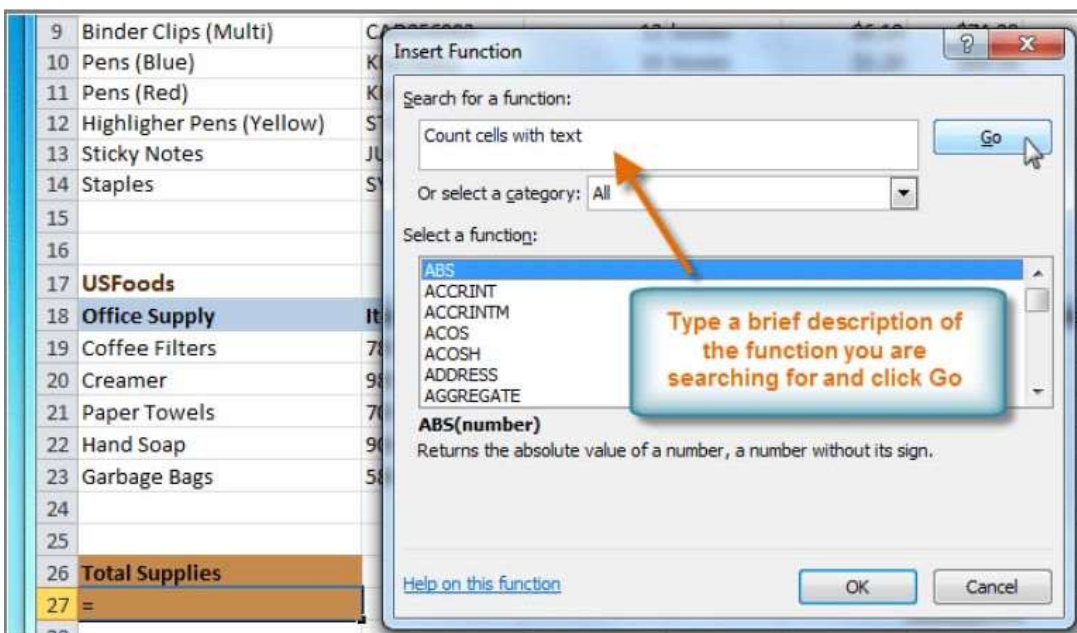 9 Binder Clips (Multi)
10 Pens (Blue)
11 Pens (Red)
12 Highligher Pens (Yellow)
13 Sticky Notes
14 Staples
15
16
17 USFoods
18 Office Supply
19 Coffee Filters
20 Creamer
21 Paper Towels
22 Hand Soap
23 Garbage Bags
24
25
26 Total Supplies
27 =
Insert Function
Search for a function:
Count cells with text
Go
Or select a category: All
Select a function:
ABS
ACCRINT
ACCRINTM
ACOS
ACOSH
ADDRESS
AGGREGATE
Type a brief description of
the function you are
searching for and click Go
ABS(number)
Returns the absolute value of a number, a number without its sign.
Help on this function
OK
Cancel